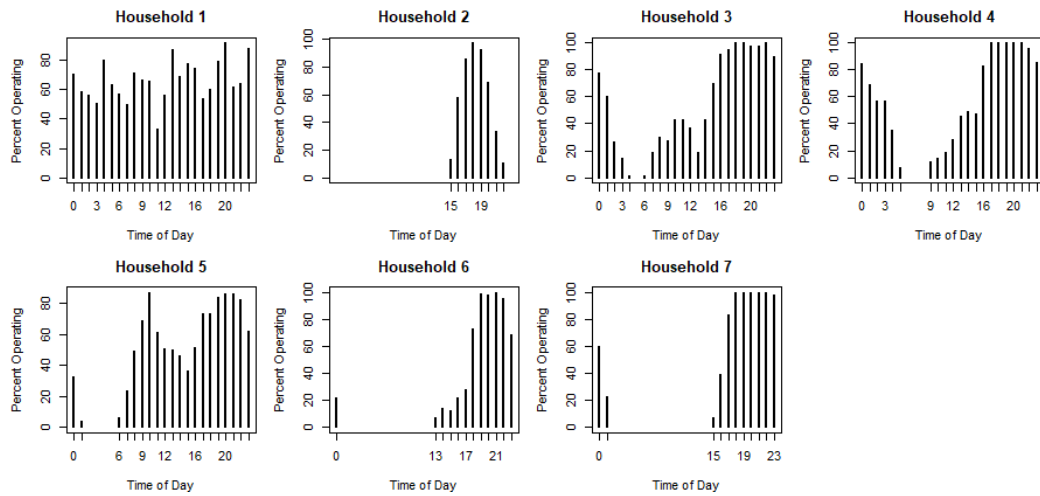 Household 1
Percent Operating
0 20 40 60 80
0 3 6 9 12 16 20
Time of Day
Household 2
Percent Operating
0 20 40 60 80 100
15 19
Time of Day
Household 3
Percent Operating
0 20 40 60 80 100
0 3 6 9 12 16 20
Time of Day
Household 4
Percent Operating
0 20 40 60 80 100
0 3 9 12 16 20
Time of Day
Household 5
Percent Operating
0 20 40 60 80
0 6 9 12 16 20
Time of Day
Household 6
Percent Operating
0 20 40 60 80 100
0 13 17 21
Time of Day
Household 7
Percent Operating
0 20 40 60 80 100
0 15 19 23
Time of Day